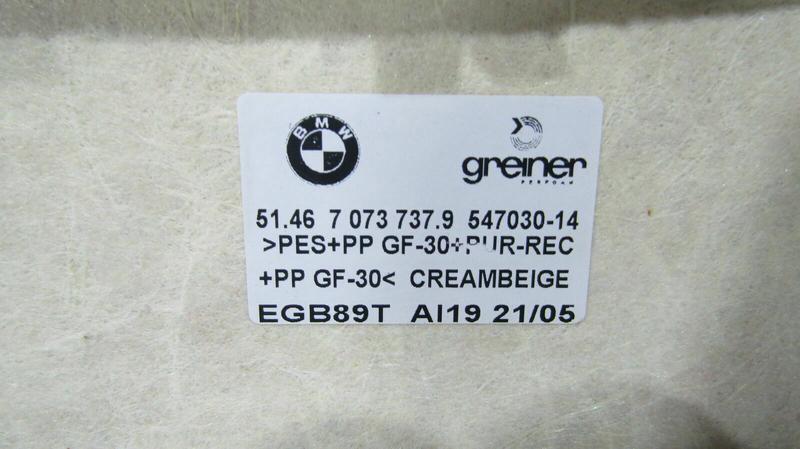 BMW
greiner
PERFOAM
51.46 7 073 737.9 547030-14
>PES+PP GF-30+PUR-REC
+PP GF-30< CREAMBEIGE
EGB89T AI19 21/05